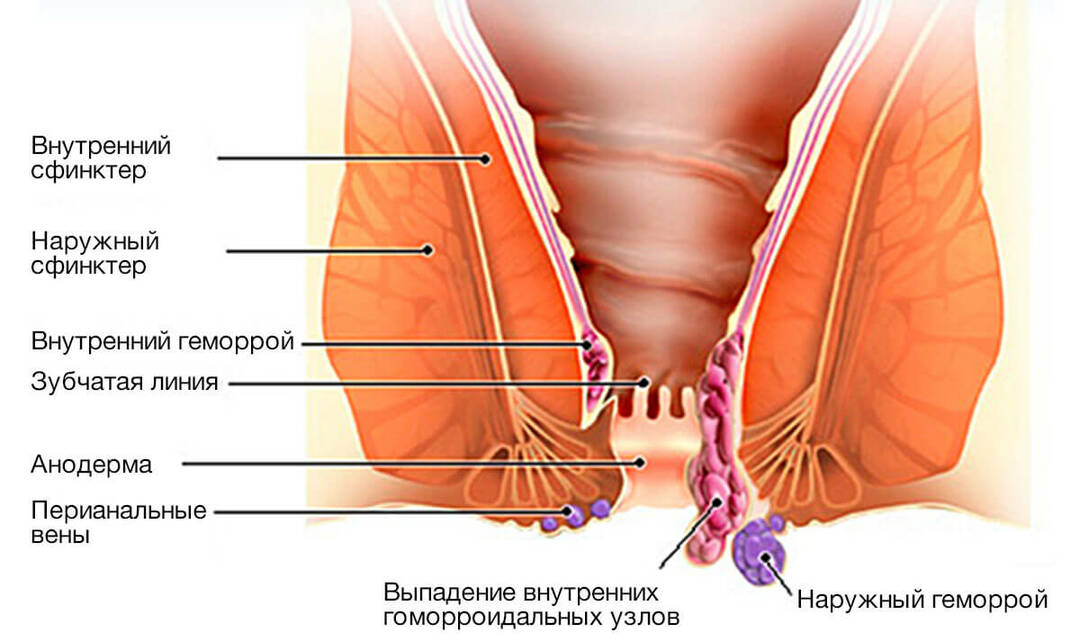 Внутренний
сфинктер
Наружный
сфинктер
Внутренний геморрой
Зубчатая линия
Анодерма
Перианальные
вены
Выпадение внутренних
гоморроидальных узлов
Наружный геморрой